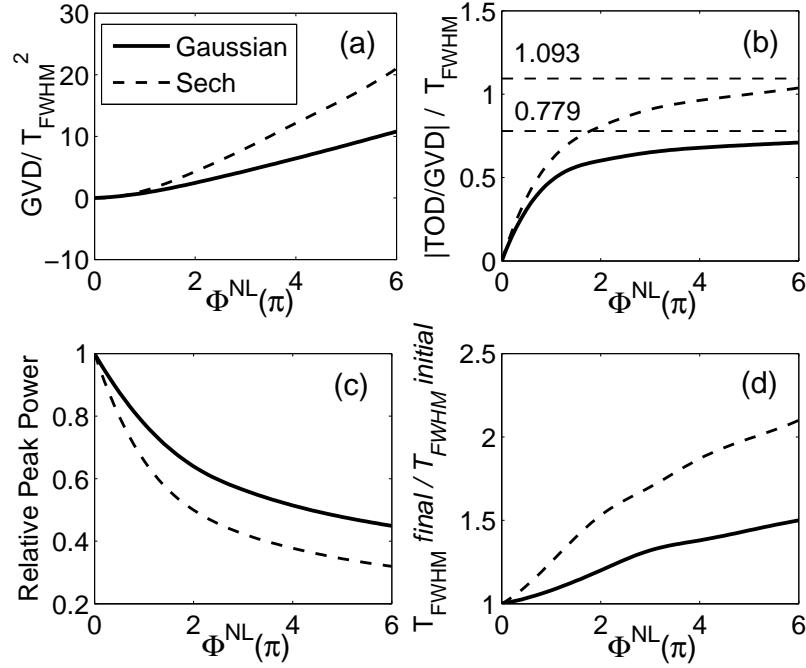 (a)
GVD/ T_FWHM^2
30
20
10
0
−10
Gaussian
Sech
0 2 4 6
Φ^NL(π)
(b)
|TOD/GVD| / T_FWHM
1.5
1
0.5
0
1.093
0.779
0 2 4 6
Φ^NL(π)
(c)
Relative Peak Power
1
0.8
0.6
0.4
0.2
0 2 4 6
Φ^NL(π)
(d)
T_FWHM final / T_FWHM initial
2.5
2
1.5
1
0 2 4 6
Φ^NL(π)